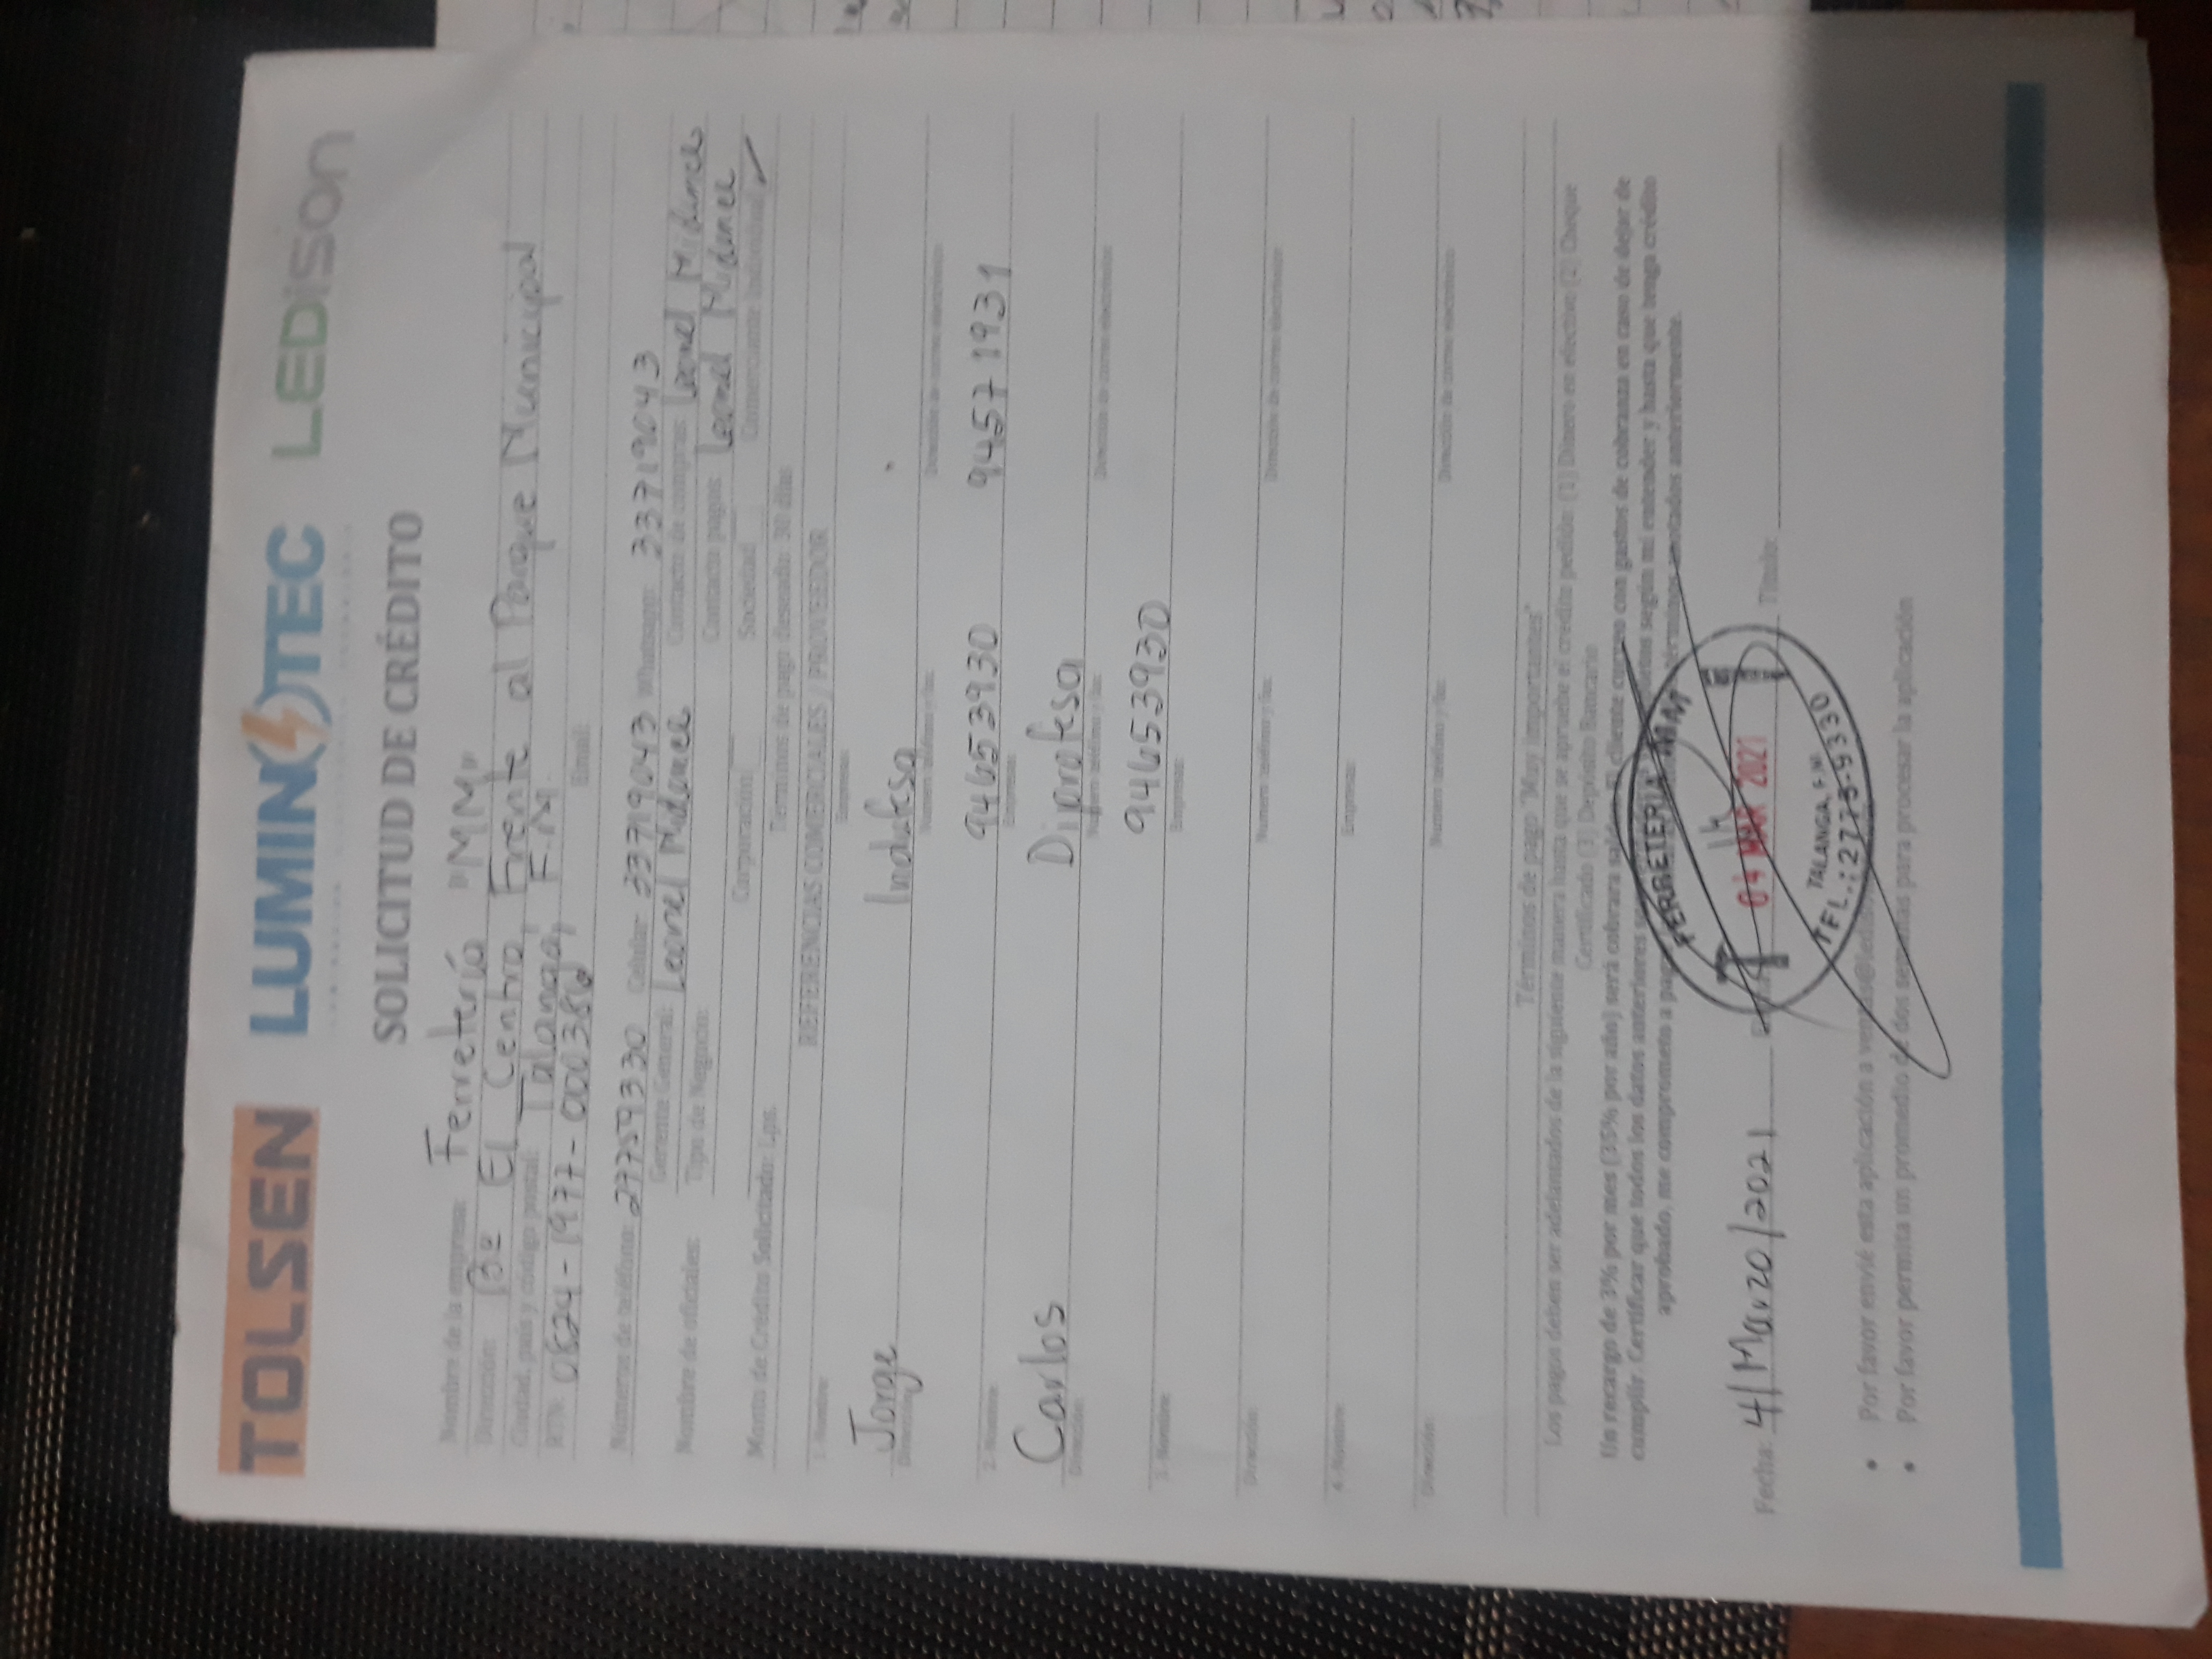 TOLSEN LUMINOTEC LEDison
SOLICITUD DE CRÉDITO
Nombre de la empresa: Ferretería "MM"
Dirección: Bº El Centro, Frente al Parque Municipal
Ciudad, país y código postal: Talanga, F.M.
RTN: 0824-1977-000386 Email:
Números de teléfono: 27759330 Celular: 33719043 Whatsapp: 33719043
Gerente General: Leonel Midence Contacto de compras: Leonel Midence
Nombre de oficiales: Tipo de Negocio: Contacto pagos: Leonel Midence
Corporación Sociedad Comerciante Individual ✓
Monto de Crédito Solicitado: Lps. Términos de pago deseado: 30 días
REFERENCIAS COMERCIALES / PROVEEDOR
1-Nombre: Empresa:
Jorge Indufesa
Dirección: Numero teléfono y fax: Dirección de correo electrónico:
94653930 94571931
2-Nombre: Empresa:
Carlos Diprofesa
Dirección: Numero teléfono y fax: Dirección de correo electrónico:
94653930
3-Nombre: Empresa:
Dirección: Numero teléfono y fax: Dirección de correo electrónico:
4-Nombre: Empresa:
Dirección: Numero teléfono y fax: Dirección de correo electrónico:
Términos de pago "Muy importantes"
Los pagos deben ser adelantados de la siguiente manera hasta que se apruebe el credito pedido: (1) Dinero en efectivo (2) Cheque
Certificado (3) Depósito Bancario
Un recargo de 3% por mes (35% por año) será cobrara saldos. El cliente correo con gastos de cobranza en caso de dejar de
cumplir. Certificar que todos los datos anteriores según mi entender y hasta que tenga crédito
aprobado, me comprometo a términos anotados anteriormente.
FERRETERIA MM
Fecha: 4/Marzo/2021 04 MAR 2021 Título:
TALANGA, F.M.
TEL.: 2775-9330
• Por favor envié esta aplicación a
• Por favor permita un promedio de dos semanas para procesar la aplicación